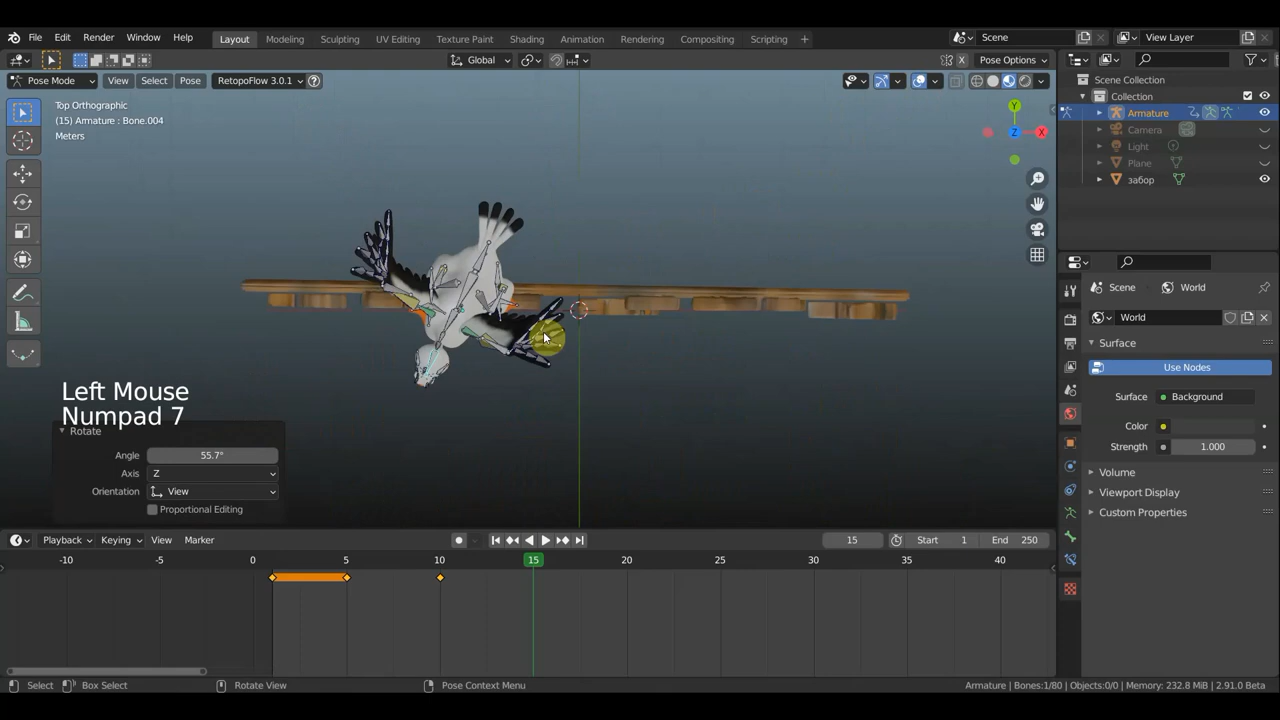 File Edit Render Window Help
Layout Modeling Sculpting UV Editing Texture Paint Shading Animation Rendering Compositing Scripting +
Scene
View Layer
Global
X
Pose Options
Pose Mode View Select Pose RetopoFlow 3.0.1
Top Orthographic
(15) Armature : Bone.004
Meters
Y
Z
X
Left Mouse
Numpad 7
Rotate
Angle 55.7°
Axis Z
Orientation View
Proportional Editing
Scene Collection
Collection
Armature
Camera
Light
Plane
забор
Scene World
World
Surface
Use Nodes
Surface Background
Color
Strength 1.000
Volume
Viewport Display
Custom Properties
Playback Keying View Marker
15 Start 1 End 250
-10 -5 0 5 10 15 20 25 30 35 40
Select Box Select Rotate View Pose Context Menu
Armature | Bones:1/80 | Objects:0/0 | Memory: 232.8 MiB | 2.91.0 Beta